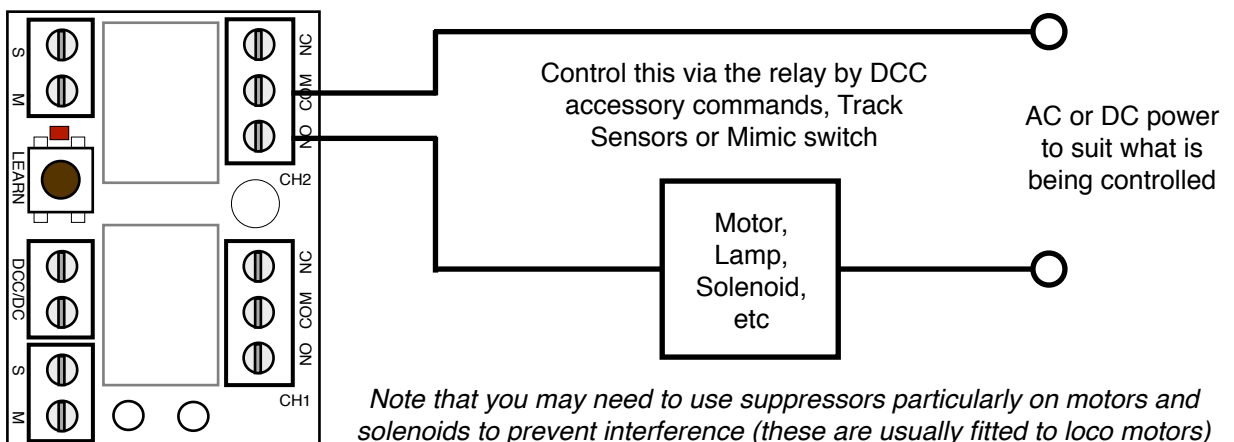 S
M
LEARN
DCC/DC
S
M
NC
COM
NO
CH2
NC
COM
NO
CH1
Control this via the relay by DCC
accessory commands, Track
Sensors or Mimic switch
AC or DC power
to suit what is
being controlled
Motor,
Lamp,
Solenoid,
etc
Note that you may need to use suppressors particularly on motors and
solenoids to prevent interference (these are usually fitted to loco motors)